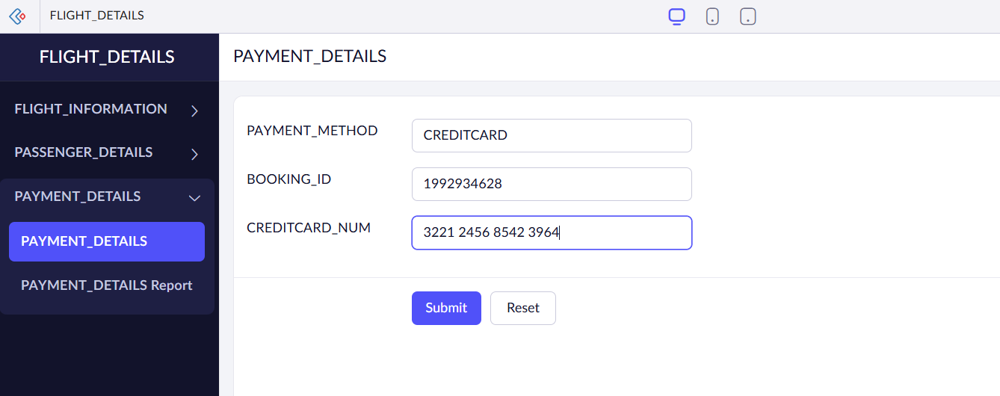 FLIGHT_DETAILS
FLIGHT_DETAILS
FLIGHT_INFORMATION
PASSENGER_DETAILS
PAYMENT_DETAILS
PAYMENT_DETAILS
PAYMENT_DETAILS Report
PAYMENT_DETAILS
PAYMENT_METHOD CREDITCARD
BOOKING_ID 1992934628
CREDITCARD_NUM 3221 2456 8542 3964
Submit Reset